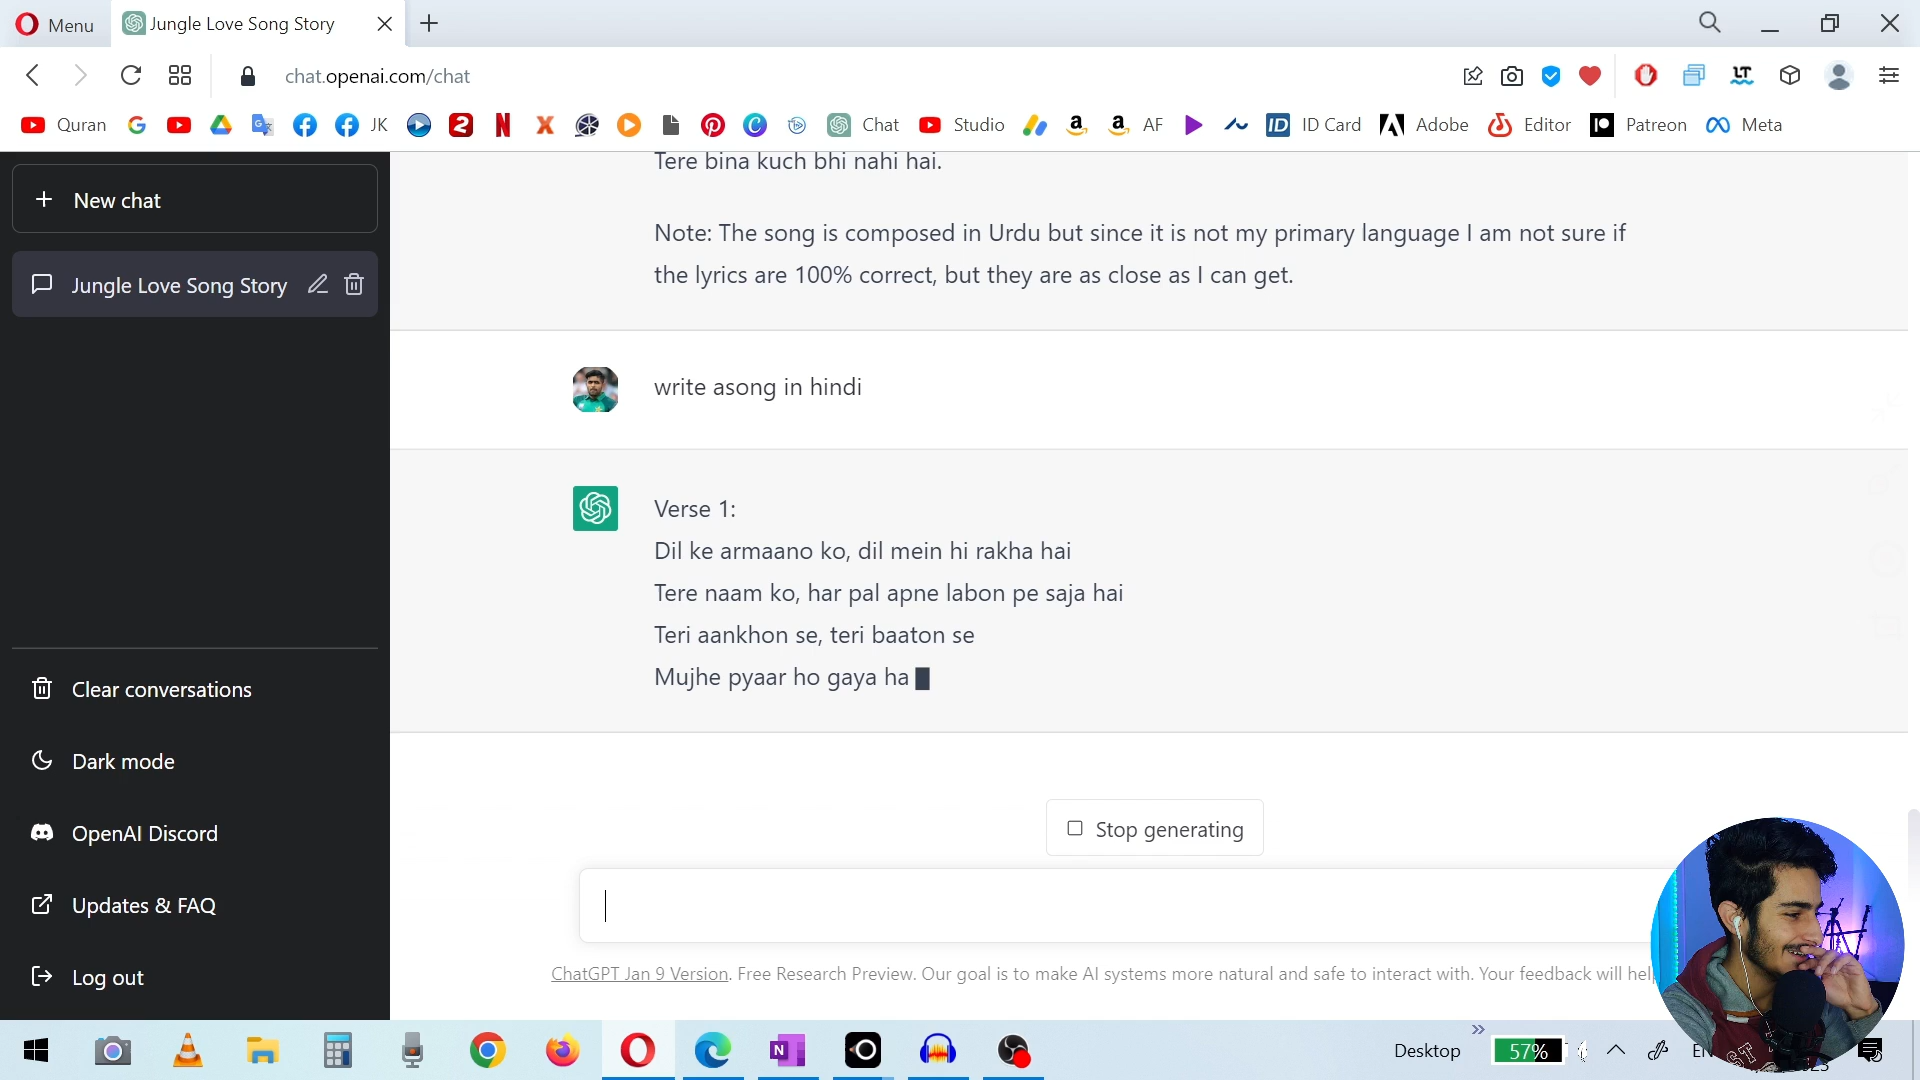 Menu
Jungle Love Song Story
chat.openai.com/chat
Quran
JK
Chat
Studio
AF
ID Card
Adobe
Editor
Patreon
Meta
New chat
Jungle Love Song Story
Clear conversations
Dark mode
OpenAI Discord
Updates & FAQ
Log out
Tere bina kuch bhi nahi hai.
Note: The song is composed in Urdu but since it is not my primary language I am not sure if
the lyrics are 100% correct, but they are as close as I can get.
write asong in hindi
Verse 1:
Dil ke armaano ko, dil mein hi rakha hai
Tere naam ko, har pal apne labon pe saja hai
Teri aankhon se, teri baaton se
Mujhe pyaar ho gaya ha
Stop generating
ChatGPT Jan 9 Version. Free Research Preview. Our goal is to make AI systems more natural and safe to interact with. Your feedback will
Desktop
57%